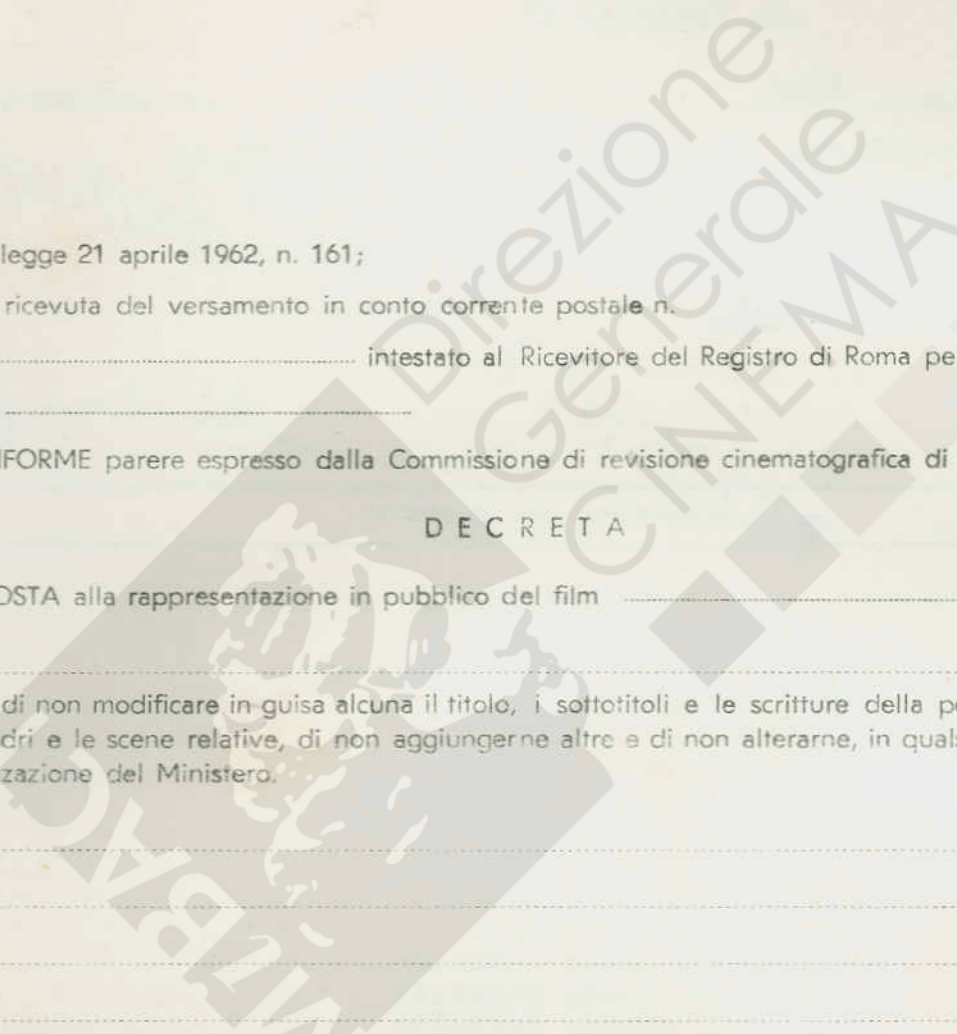 legge 21 aprile 1962, n. 161;
ricevuta del versamento in conto corrente postale n.
intestato al Ricevitore del Registro di Roma pe
FORME parere espresso dalla Commissione di revisione cinematografica di
DECRETA
OSTA alla rappresentazione in pubblico del film
di non modificare in guisa alcuna il titolo, i sottotitoli e le scritture della p
dri e le scene relative, di non aggiungerne altre e di non alterarne, in quals
zazione del Ministero.
Direzione
Generale
CINEMA
MIBAC